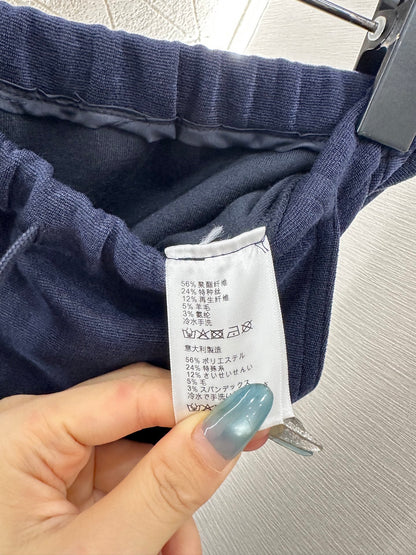 56% 聚酯纤维
24% 特种丝
12% 再生纤维
5% 羊毛
3% 氨纶
冷水手洗
意大利製造
56% ポリエステル
24% 特殊糸
12% さいせいせんい
5% 毛
3% スパンデックス
冷水で手洗い